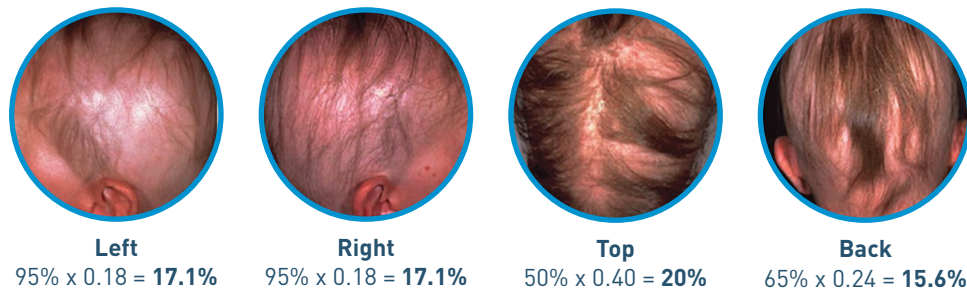 Left
95% x 0.18 = 17.1%
Right
95% x 0.18 = 17.1%
Top
50% x 0.40 = 20%
Back
65% x 0.24 = 15.6%